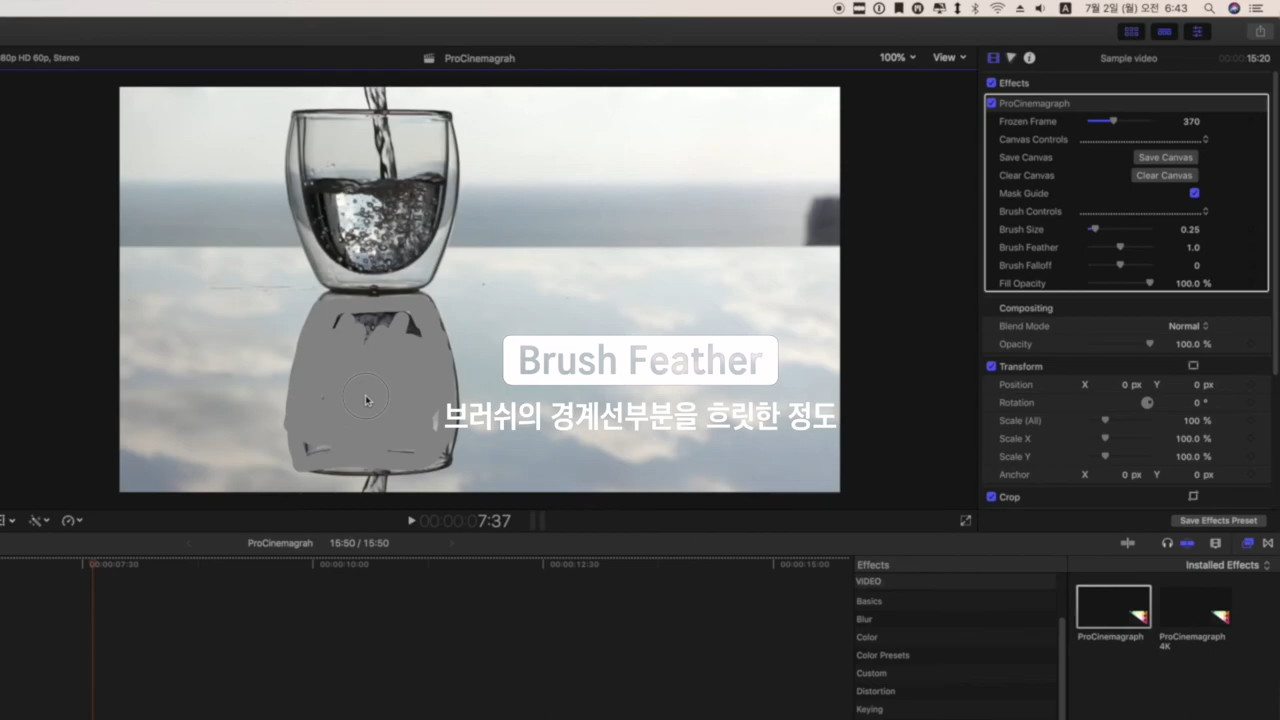 7월 2일 (월) 오전 6:43
80p HD 60p, Stereo
ProCinemagrah
100%
View
Sample video
00:00:15:20
Effects
ProCinemagraph
Frozen Frame 370
Canvas Controls
Save Canvas Save Canvas
Clear Canvas Clear Canvas
Mask Guide
Brush Controls
Brush Size 0.25
Brush Feather 1.0
Brush Falloff 0
Fill Opacity 100.0 %
Compositing
Blend Mode Normal
Opacity 100.0 %
Transform
Position X 0 px Y 0 px
Rotation 0 °
Scale (All) 100 %
Scale X 100.0 %
Scale Y 100.0 %
Anchor X 0 px Y 0 px
Crop
Save Effects Preset
Brush Feather
브러쉬의 경계선부분을 흐릿한 정도
00:00:07:37
ProCinemagrah 15:50 / 15:50
00:00:07:30
00:00:10:00
00:00:12:30
00:00:15:00
Effects
Installed Effects
VIDEO
Basics
Blur
Color
Color Presets
Custom
Distortion
Keying
ProCinemagraph
ProCinemagraph
4K